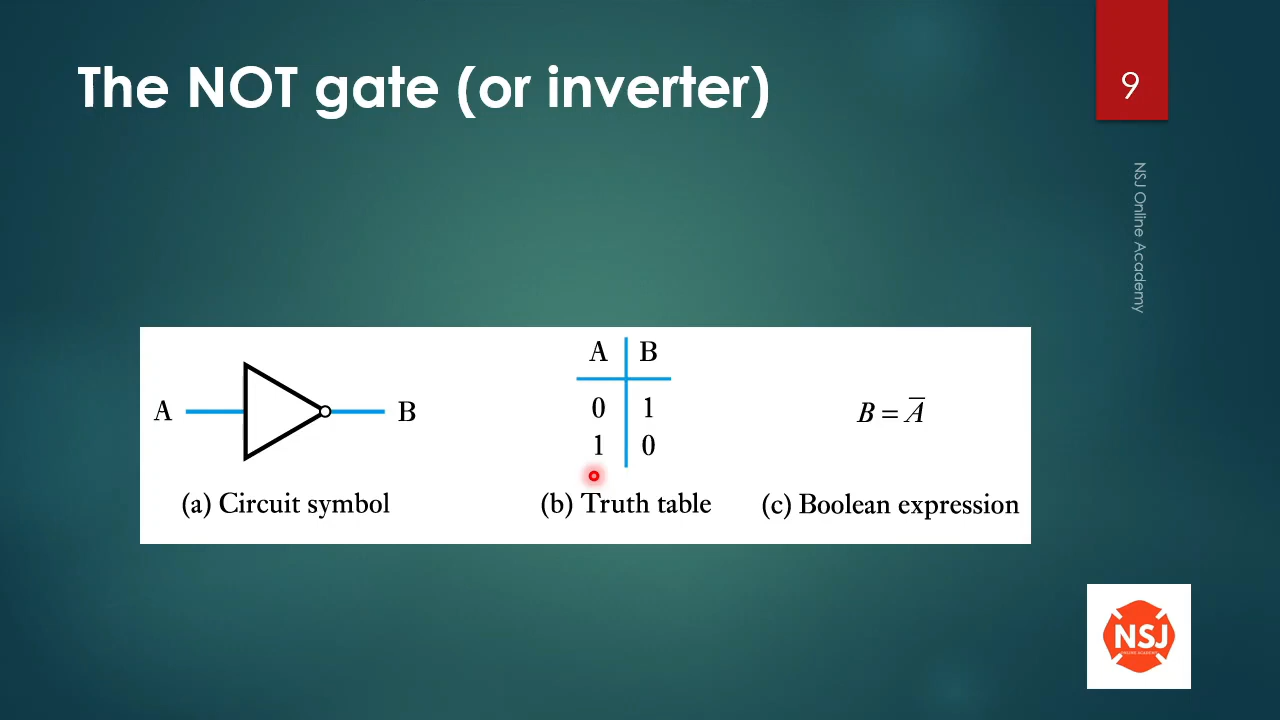 The NOT gate (or inverter)
9
NSJ Online Academy
A
B
A B
0 1
1 0
B = A̅
(a) Circuit symbol
(b) Truth table
(c) Boolean expression
NSJ